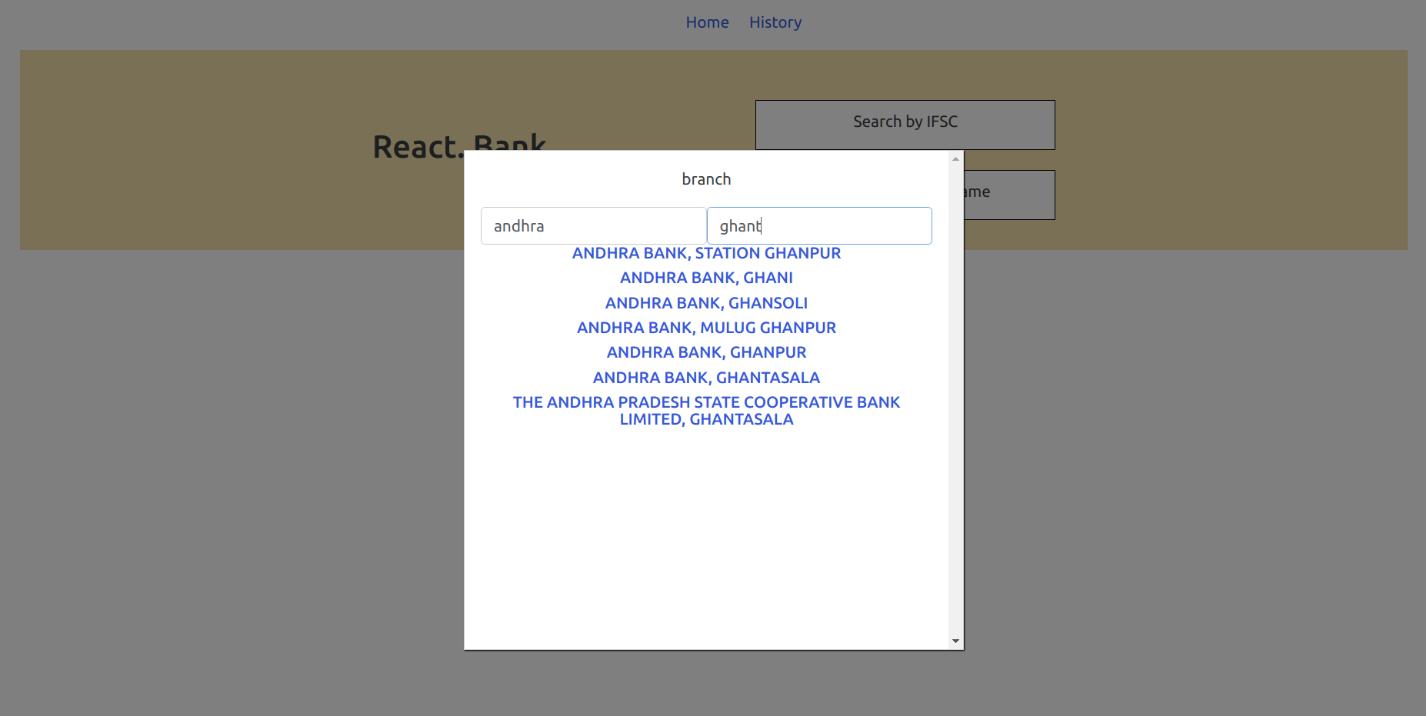 Home History
React. Bank
Search by IFSC
ame
branch
andhra ghant
ANDHRA BANK, STATION GHANPUR
ANDHRA BANK, GHANI
ANDHRA BANK, GHANSOLI
ANDHRA BANK, MULUG GHANPUR
ANDHRA BANK, GHANPUR
ANDHRA BANK, GHANTASALA
THE ANDHRA PRADESH STATE COOPERATIVE BANK
LIMITED, GHANTASALA